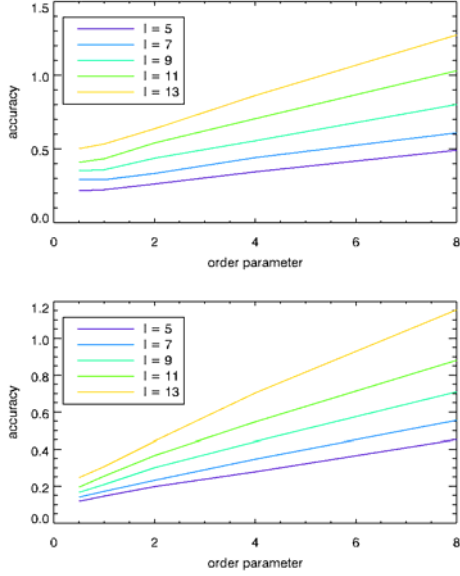 1.5
1.0
0.5
0.0
accuracy
l = 5
l = 7
l = 9
l = 11
l = 13
0 2 4 6 8
order parameter
1.2
1.0
0.8
0.6
0.4
0.2
0.0
accuracy
l = 5
l = 7
l = 9
l = 11
l = 13
0 2 4 6 8
order parameter